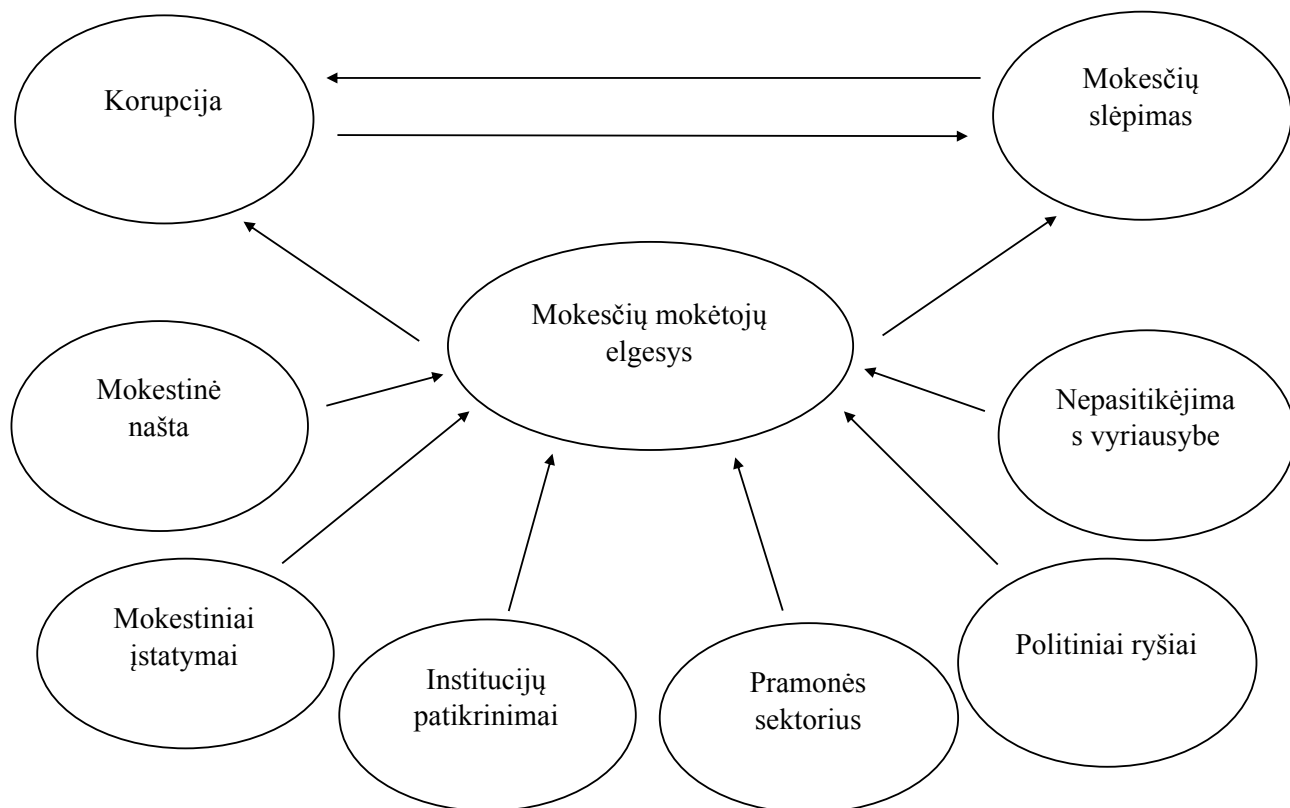 Korupcija
Mokesčių
slėpimas
Mokesčių mokėtojų
elgesys
Mokestinė
našta
Nepasitikėjima
s vyriausybe
Mokestiniai
įstatymai
Institucijų
patikrinimai
Pramonės
sektorius
Politiniai ryšiai